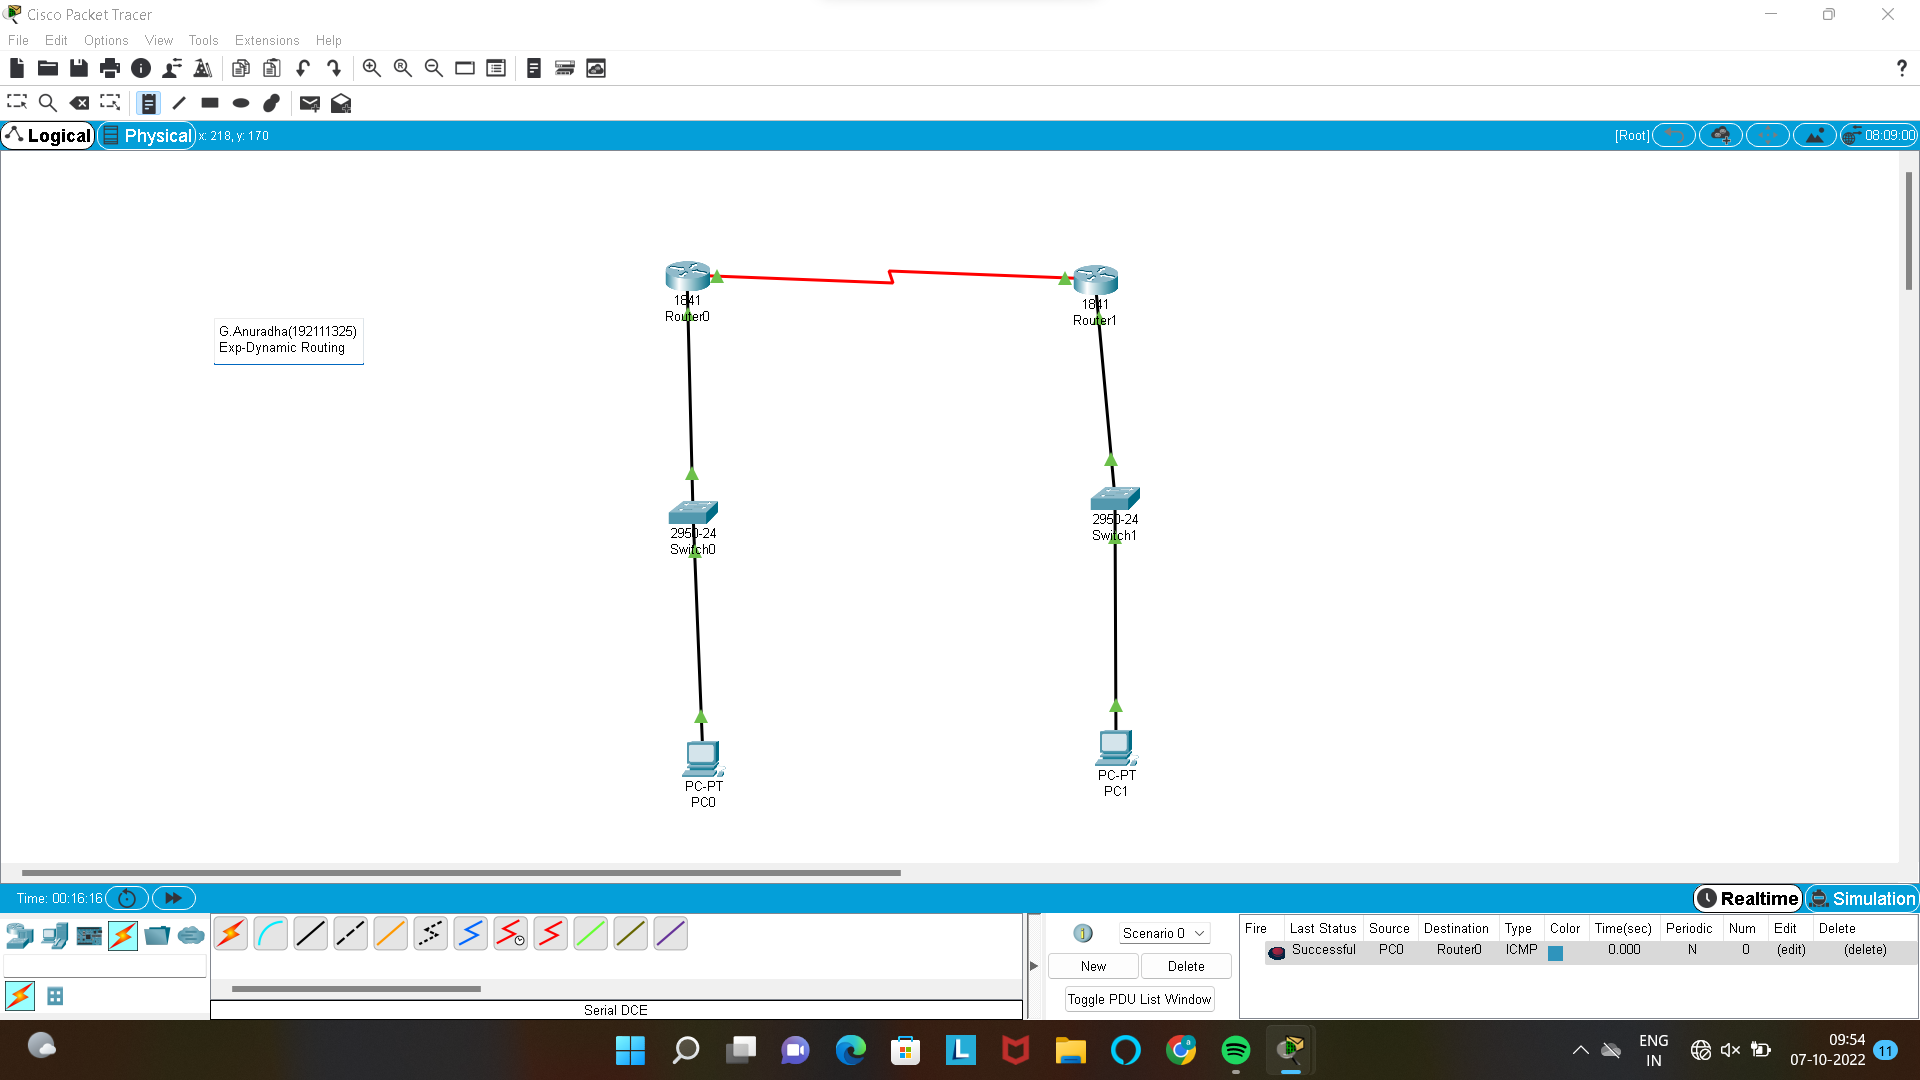 Cisco Packet Tracer
File Edit Options View Tools Extensions Help
?
Logical Physical x: 218, y: 170 [Root] 08:09:00
1841
Router0
1841
Router1
G.Anuradha(192111325)
Exp-Dynamic Routing
2950-24
Switch0
2950-24
Switch1
PC-PT
PC0
PC-PT
PC1
Time: 00:16:16 Realtime Simulation
Scenario 0
New Delete
Toggle PDU List Window
Fire Last Status Source Destination Type Color Time(sec) Periodic Num Edit Delete
Successful PC0 Router0 ICMP 0.000 N 0 (edit) (delete)
Serial DCE
ENG
IN
09:54
07-10-2022
11